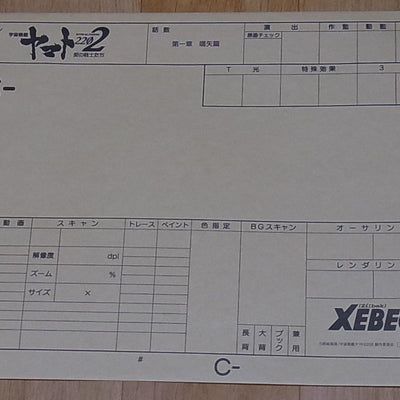 宇宙戦艦
ヤマト2202
愛の戦士たち
話数
第一章 嚆矢篇
演出 作監 動監
原画チェック
T光 特殊効果 3
動画 スキャン トレース ペイント 色指定 BGスキャン オーサリン
解像度 dpi
ズーム %
サイズ ×
レンダリン
XEBEC
長 大 ブック 兼
背 背 用
# C-